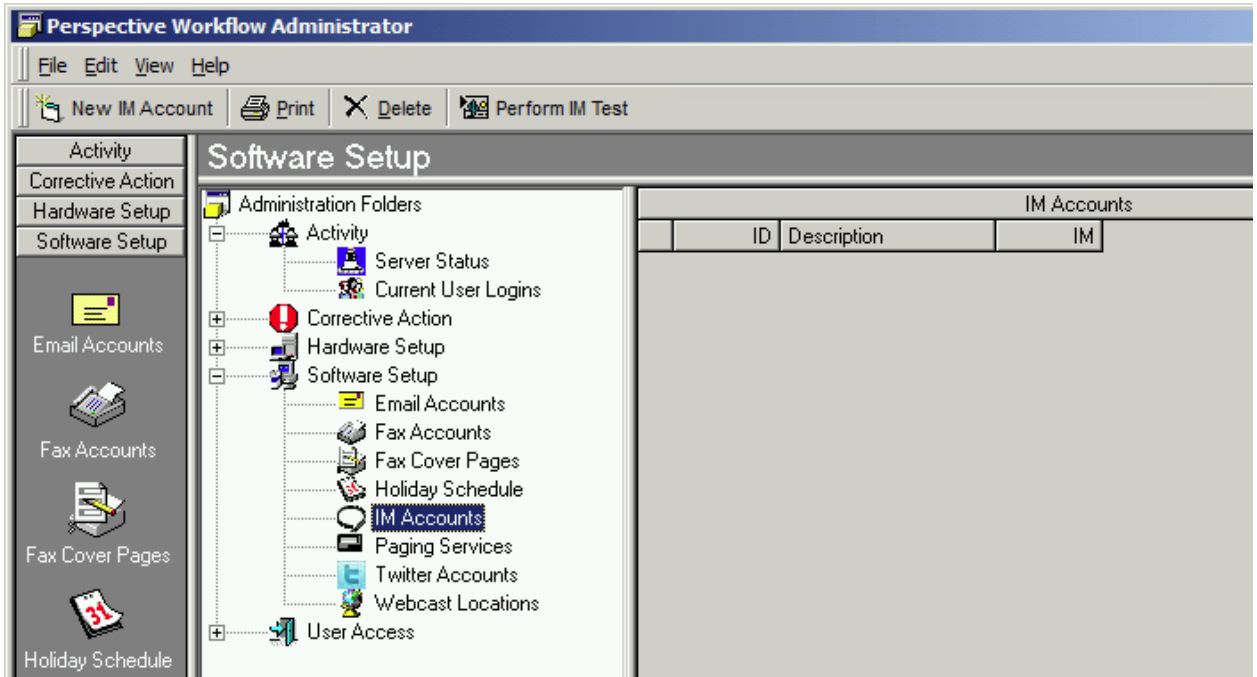 Perspective Workflow Administrator
File Edit View Help
New IM Account Print Delete Perform IM Test
Activity
Corrective Action
Hardware Setup
Software Setup
Email Accounts
Fax Accounts
Fax Cover Pages
31
Holiday Schedule
Software Setup
Administration Folders
Activity
Server Status
Current User Logins
Corrective Action
Hardware Setup
Software Setup
Email Accounts
Fax Accounts
Fax Cover Pages
Holiday Schedule
IM Accounts
Paging Services
Twitter Accounts
Webcast Locations
User Access
IM Accounts
ID Description IM